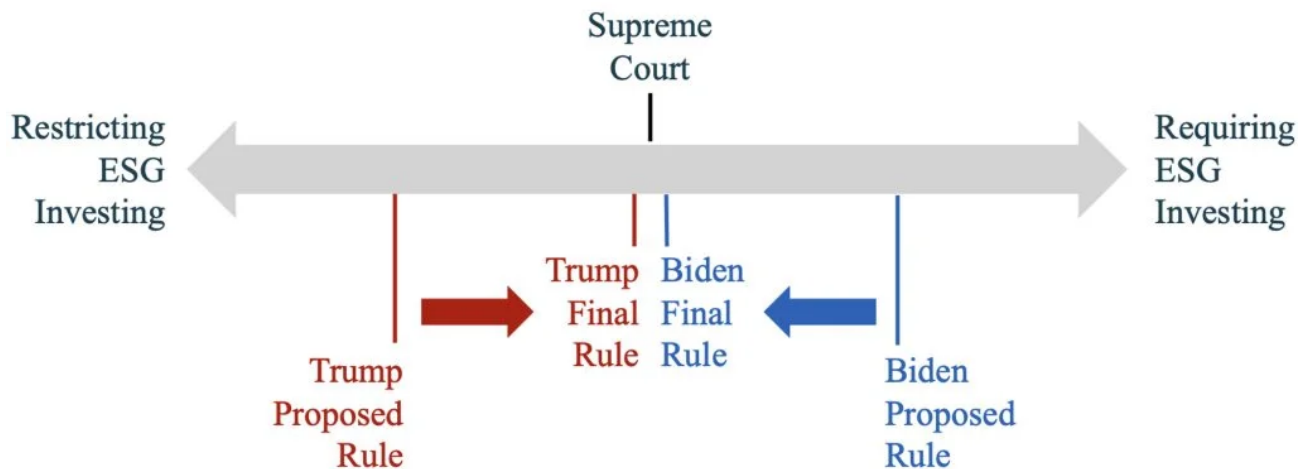 Supreme
Court
Restricting
ESG
Investing
Requiring
ESG
Investing
Trump
Final
Rule
Biden
Final
Rule
Trump
Proposed
Rule
Biden
Proposed
Rule